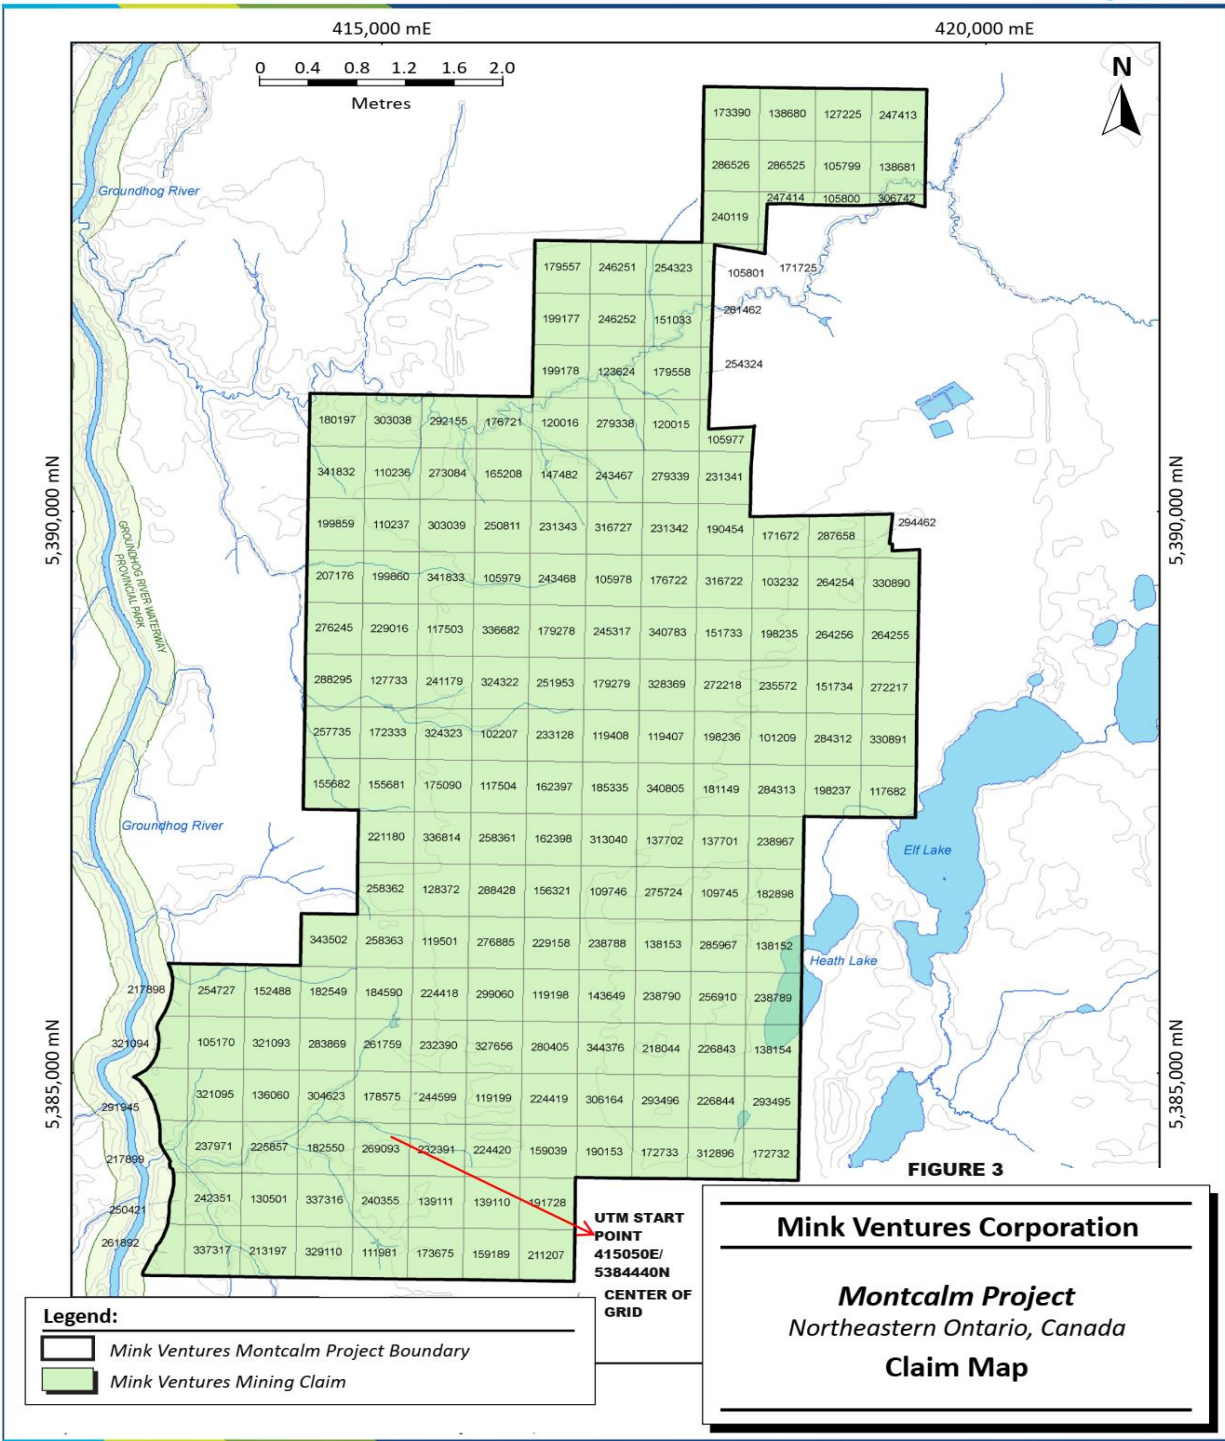 415,000 mE 420,000 mE
0 0.4 0.8 1.2 1.6 2.0
Metres
N
173390 138680 127225 247413
286526 286525 105799 138681
Groundhog River
247414 105800 306742
240119
179557 246251 254323 105801 171725
199177 246252 151033 281462
199178 123624 179558 254324
180197 303038 292155 176721 120016 279338 120015
105977
341832 110236 273084 165208 147482 243467 279339 231341
5,390,000 mN
5,390,000 mN
199859 110237 303039 250811 231343 316727 231342 190454 171672 287658 294462
GROUNDHOG RIVER WATERWAY
PROVINCIAL PARK
207176 199860 341833 105979 243468 105978 176722 316722 103232 264254 330890
276245 229016 117503 336682 179278 245317 340783 151733 198235 264256 264255
288295 127733 241179 324322 251953 179279 328369 272218 235572 151734 272217
257735 172333 324323 102207 233128 119408 119407 198236 101209 284312 330891
155682 155681 175090 117504 162397 185335 340805 181149 284313 198237 117682
Groundhog River
221180 336814 258361 162398 313040 137702 137701 238967
Elf Lake
258362 128372 288428 156321 109746 275724 109745 182898
343502 258363 119501 276885 229158 238788 138153 285967 138152
Heath Lake
217898 254727 152488 182549 184590 224418 299060 119198 143649 238790 256910 238789
321094 105170 321093 283869 261759 232390 327656 280405 344376 218044 226843 138154
5,385,000 mN
5,385,000 mN
291945 321095 136060 304623 178575 244599 119199 224419 306164 293496 226844 293495
217899 237971 225857 182550 269093 232391 224420 159039 190153 172733 312896 172732
250421 242351 130501 337316 240355 139111 139110 191728
261892 337317 213197 329110 111981 173675 159189 211207
UTM START
POINT
415050E/
5384440N
CENTER OF
GRID
FIGURE 3
Mink Ventures Corporation
Montcalm Project
Northeastern Ontario, Canada
Claim Map
Legend:
Mink Ventures Montcalm Project Boundary
Mink Ventures Mining Claim